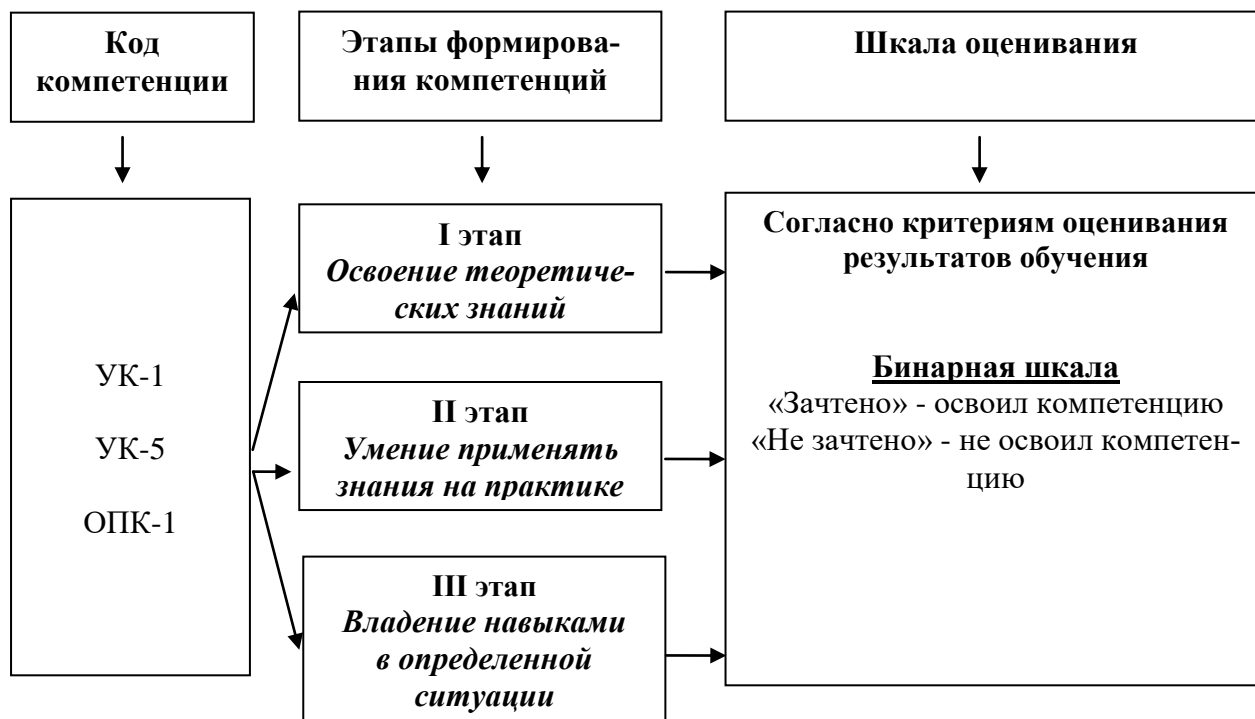 Код
компетенции
Этапы формирова-
ния компетенций
Шкала оценивания
УК-1
УК-5
ОПК-1
I этап
Освоение теоретиче-
ских знаний
II этап
Умение применять
знания на практике
III этап
Владение навыками
в определенной
ситуации
Согласно критериям оценивания
результатов обучения
Бинарная шкала
«Зачтено» - освоил компетенцию
«Не зачтено» - не освоил компетен-
цию